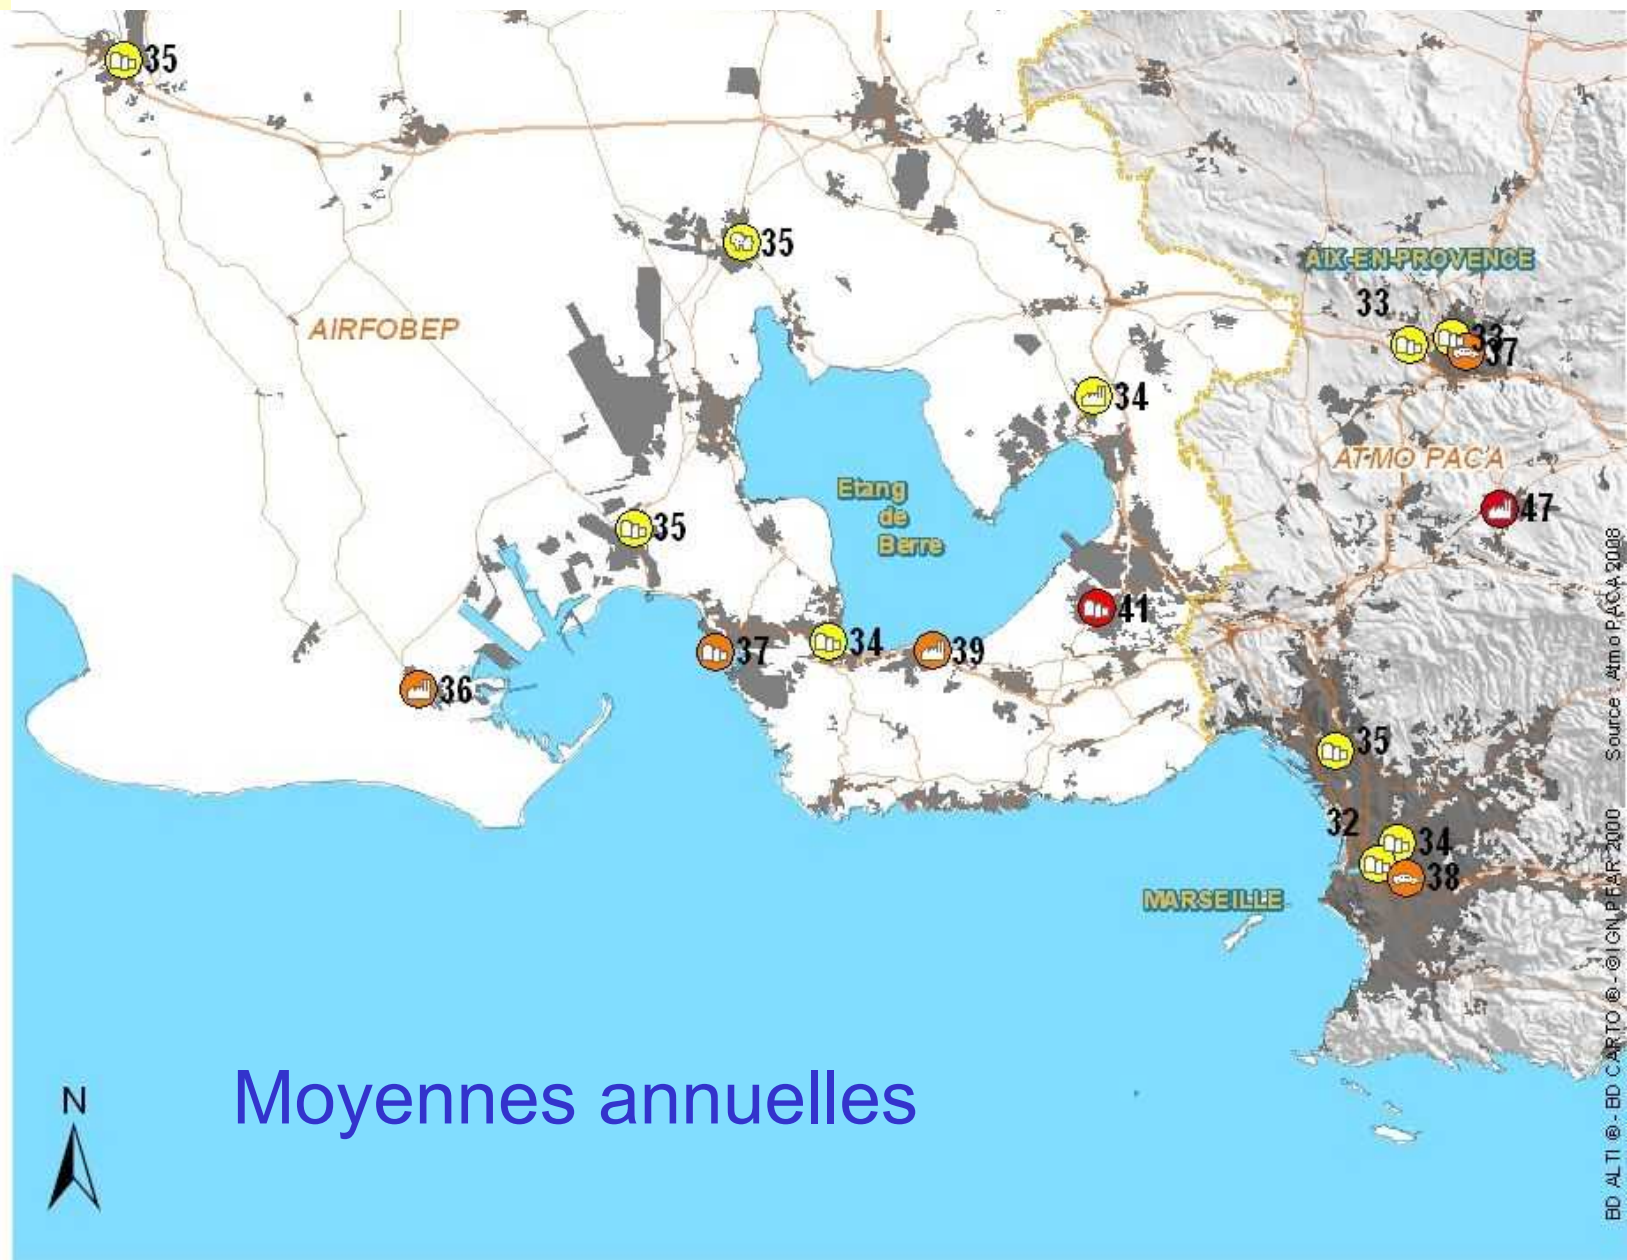 35
35
AIX-EN-PROVENCE
33
AIRFOBEP
33
37
34
ATMO PACA
Etang
de
Berre
47
35
41
37
34
39
36
35
32
34
38
MARSEILLE
Moyennes annuelles
N
BD ALTI ® - BD CARTO ® - © IGN PFAR 2000 Source : Atmo PACA 2008